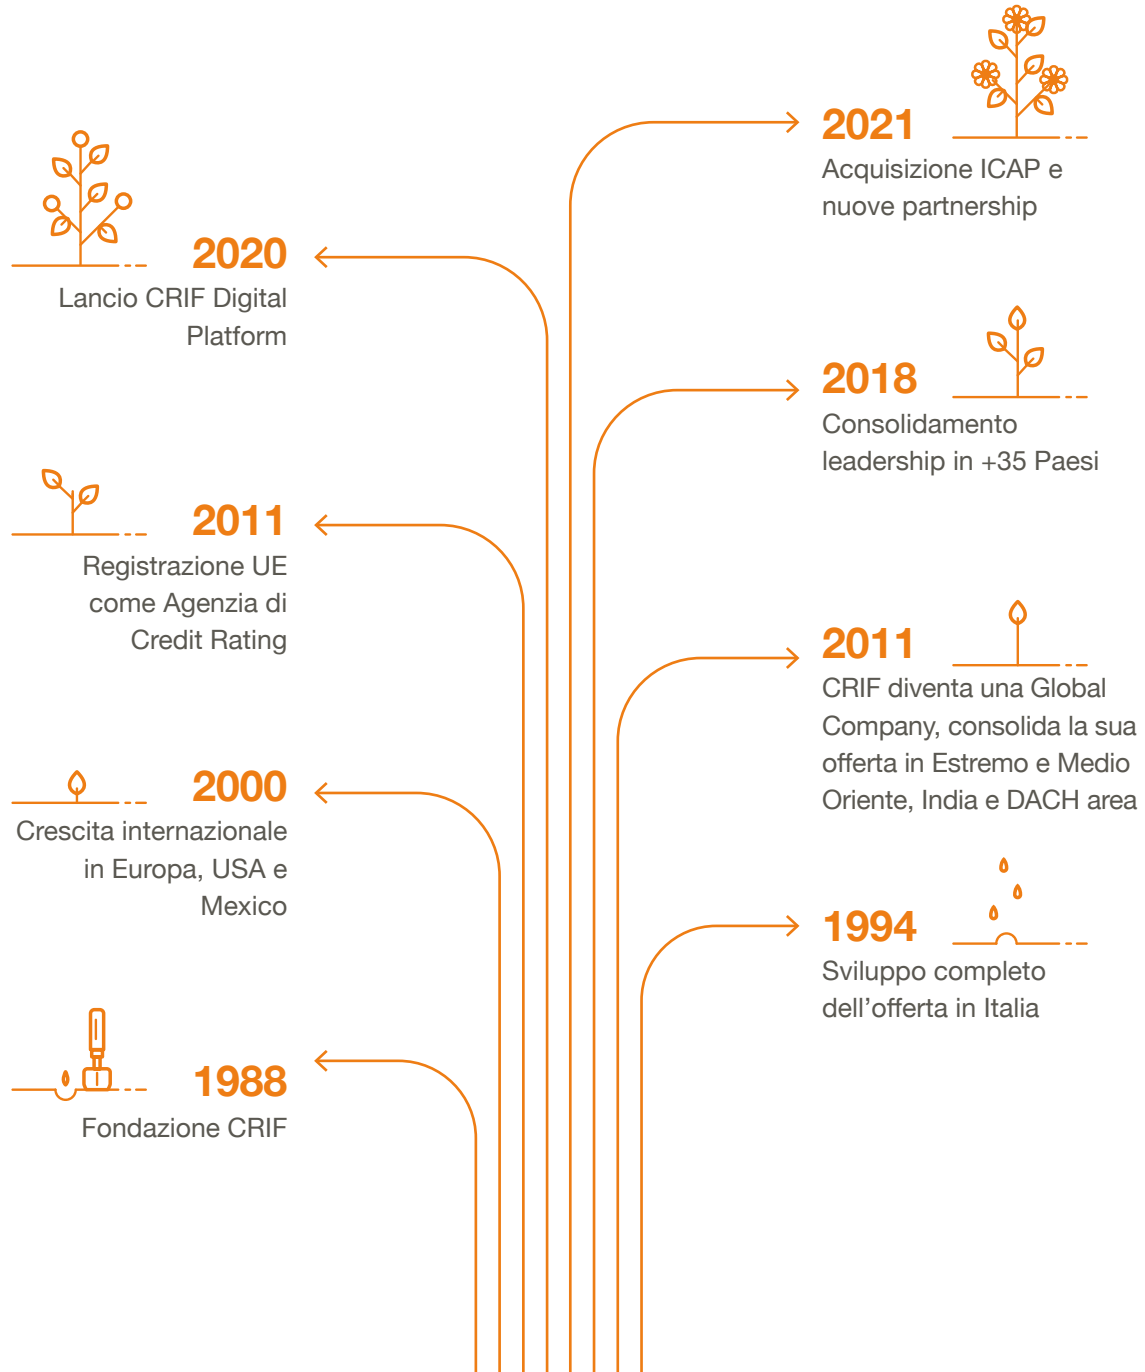 2021
Acquisizione ICAP e
nuove partnership
2020
Lancio CRIF Digital
Platform
2018
Consolidamento
leadership in +35 Paesi
2011
Registrazione UE
come Agenzia di
Credit Rating
2011
CRIF diventa una Global
Company, consolida la sua
offerta in Estremo e Medio
Oriente, India e DACH area
2000
Crescita internazionale
in Europa, USA e
Mexico
1994
Sviluppo completo
dell’offerta in Italia
1988
Fondazione CRIF